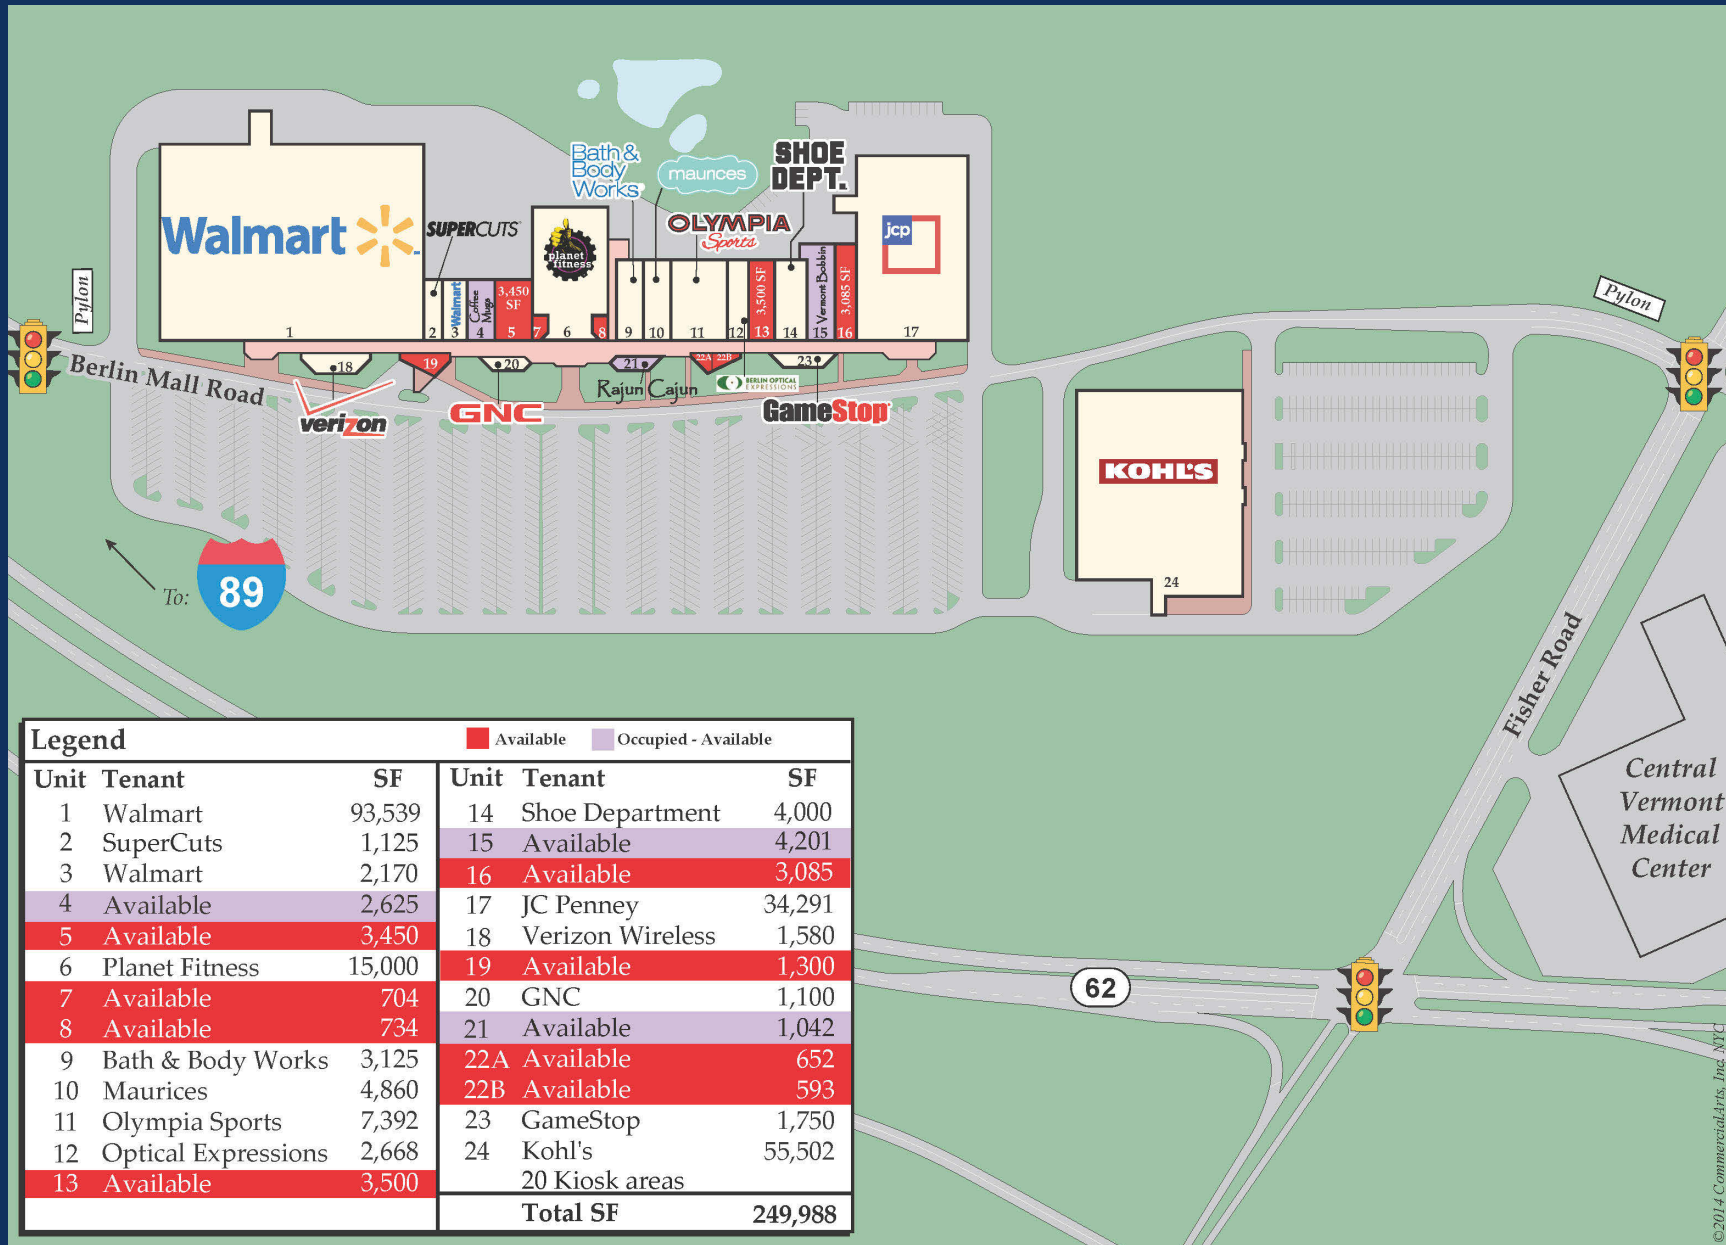 Bath &
Body
Works
maurices
SHOE
DEPT.
Walmart
SUPERCUTS
planet
fitness
OLYMPIA
Sports
jcp
Pylon
Pylon
Walmart
Coffee
Mugs
3,450
SF
3,500 SF
Vermont Bobbin
3,085 SF
1
2
3
4
5
7
6
8
9
10
11
12
13
14
15
16
17
18
19
20
21
22A
22B
23
Berlin Mall Road
verizon
GNC
Rajun Cajun
BERLIN OPTICAL
EXPRESSIONS
GameStop
KOHL'S
24
To:
89
Fisher Road
Central
Vermont
Medical
Center
62
Legend
Available
Occupied - Available
Unit Tenant SF
1 Walmart 93,539
2 SuperCuts 1,125
3 Walmart 2,170
4 Available 2,625
5 Available 3,450
6 Planet Fitness 15,000
7 Available 704
8 Available 734
9 Bath & Body Works 3,125
10 Maurices 4,860
11 Olympia Sports 7,392
12 Optical Expressions 2,668
13 Available 3,500
Unit Tenant SF
14 Shoe Department 4,000
15 Available 4,201
16 Available 3,085
17 JC Penney 34,291
18 Verizon Wireless 1,580
19 Available 1,300
20 GNC 1,100
21 Available 1,042
22A Available 652
22B Available 593
23 GameStop 1,750
24 Kohl's 55,502
20 Kiosk areas
Total SF 249,988
©2014 CommercialArts, Inc. NYC